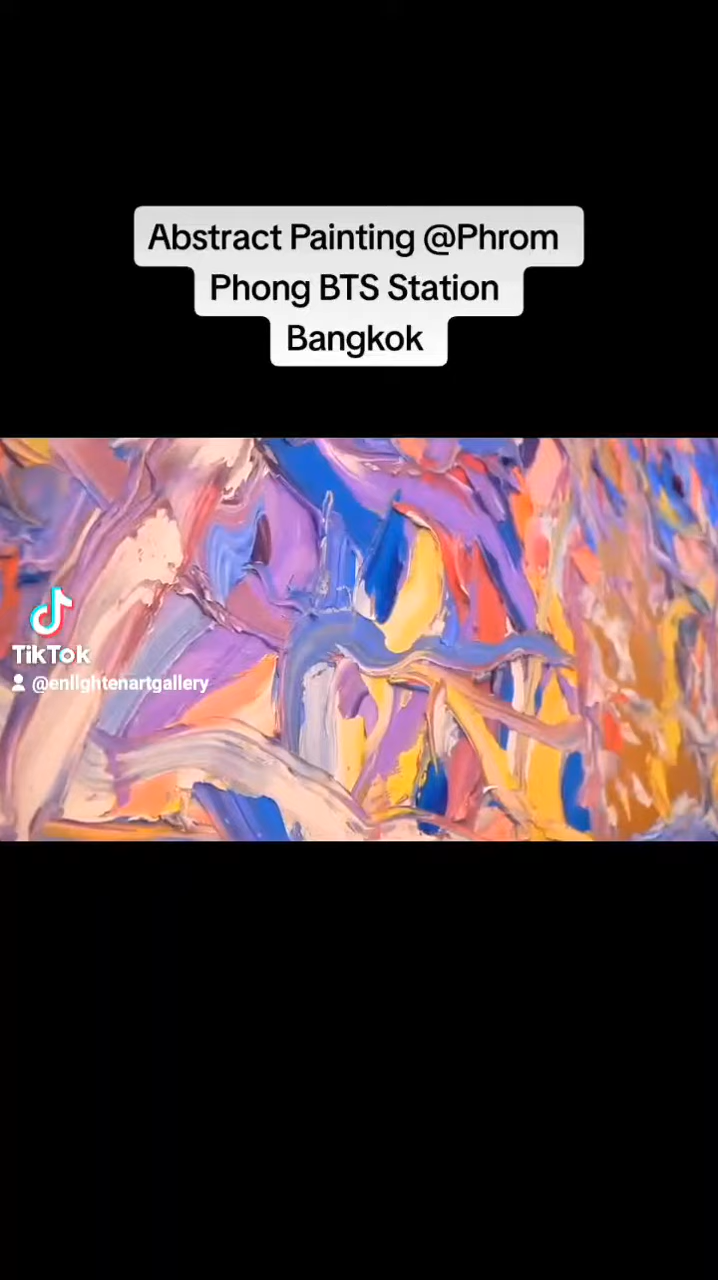 Abstract Painting @Phrom
Phong BTS Station
Bangkok
TikTok
@enlightenartgallery